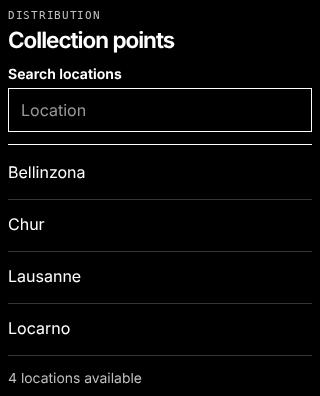 DISTRIBUTION
Collection points
Search locations
Location
Bellinzona
Chur
Lausanne
Locarno
4 locations available